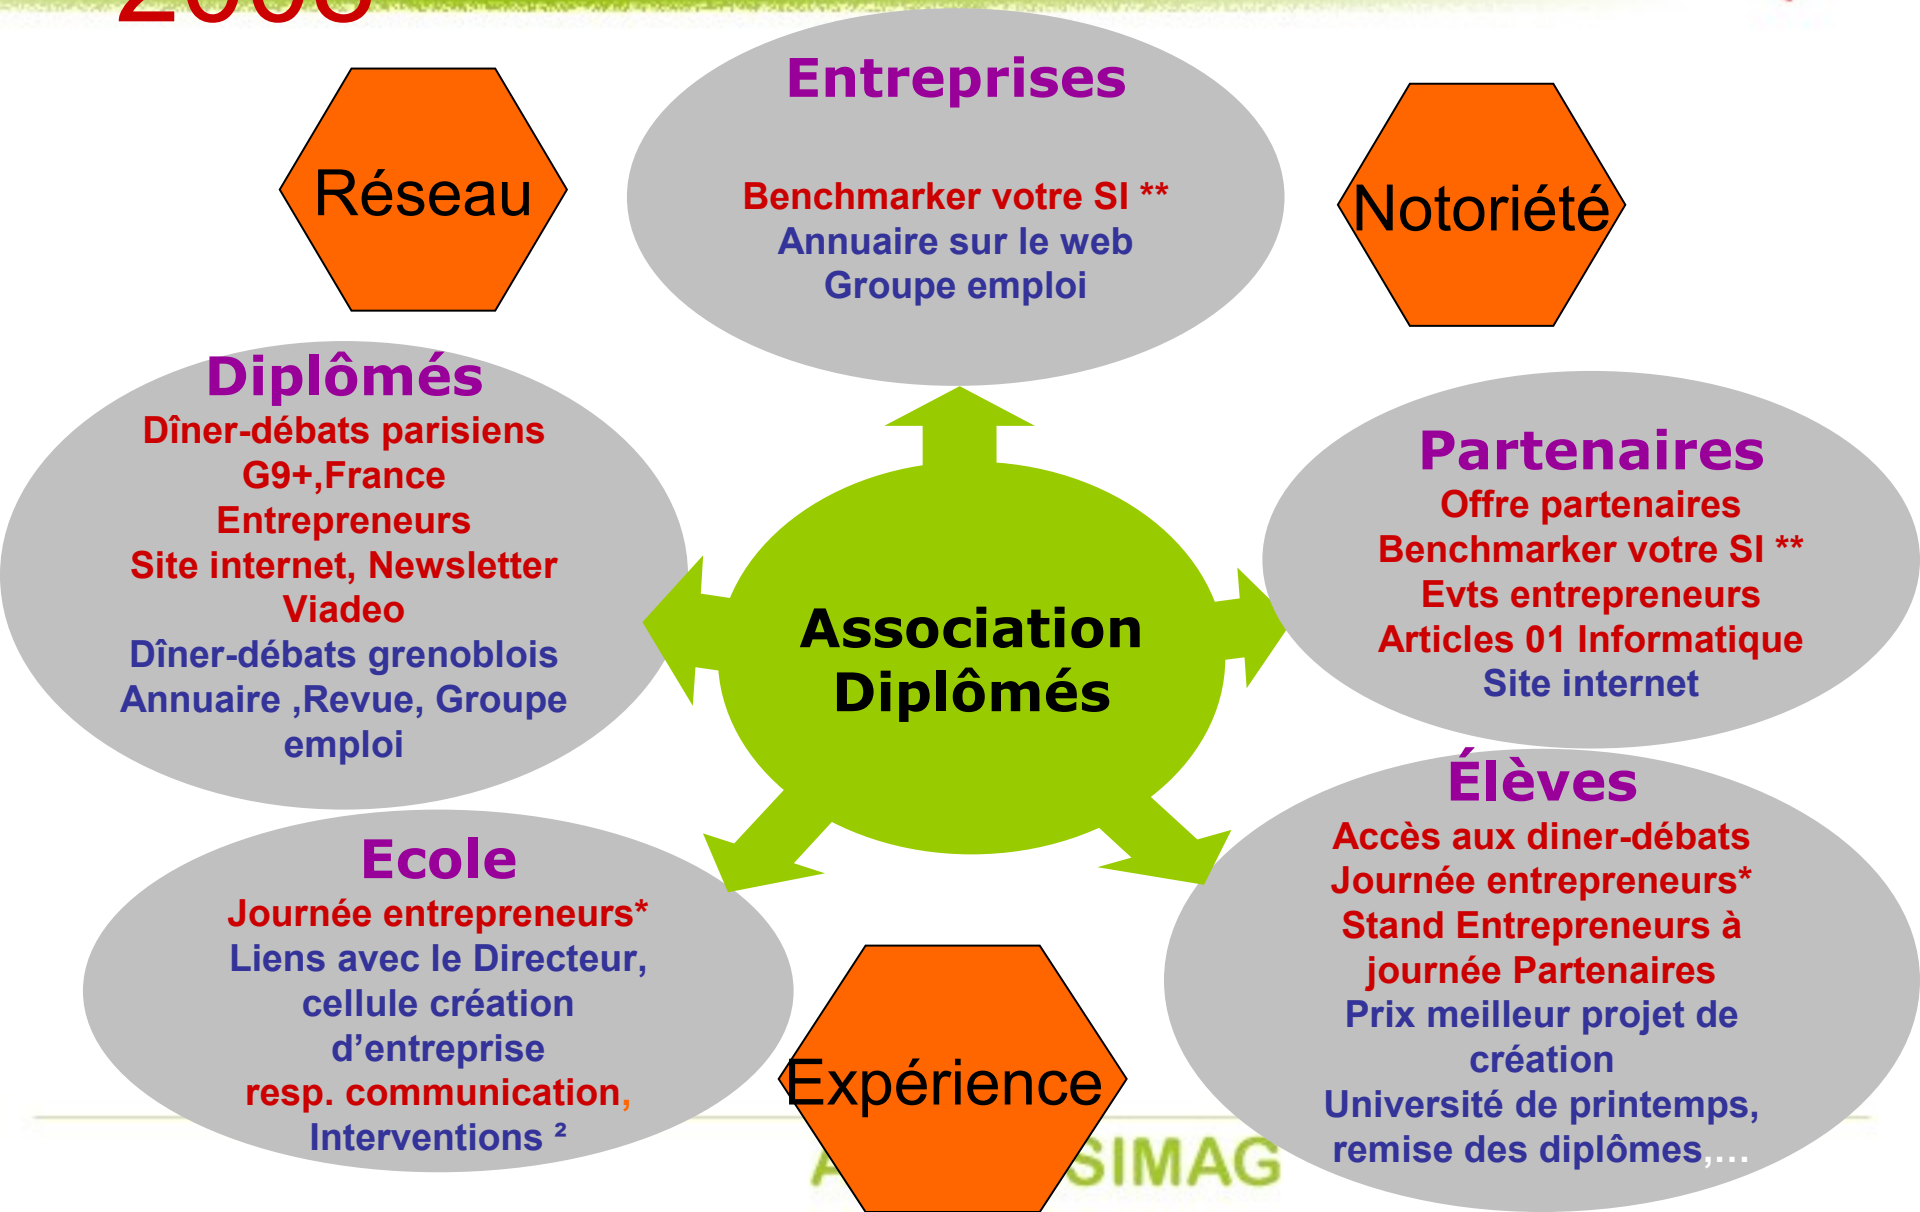 2008
Entreprises
Benchmarker votre SI **
Annuaire sur le web
Groupe emploi
Réseau
Notoriété
Diplômés
Dîner-débats parisiens
G9+,France
Entrepreneurs
Site internet, Newsletter
Viadeo
Dîner-débats grenoblois
Annuaire ,Revue, Groupe
emploi
Partenaires
Offre partenaires
Benchmarker votre SI **
Evts entrepreneurs
Articles 01 Informatique
Site internet
Association
Diplômés
Élèves
Accès aux diner-débats
Journée entrepreneurs*
Stand Entrepreneurs à
journée Partenaires
Prix meilleur projet de
création
Université de printemps,
remise des diplômes,...
Ecole
Journée entrepreneurs*
Liens avec le Directeur,
cellule création
d’entreprise
resp. communication,
Interventions ²
Expérience